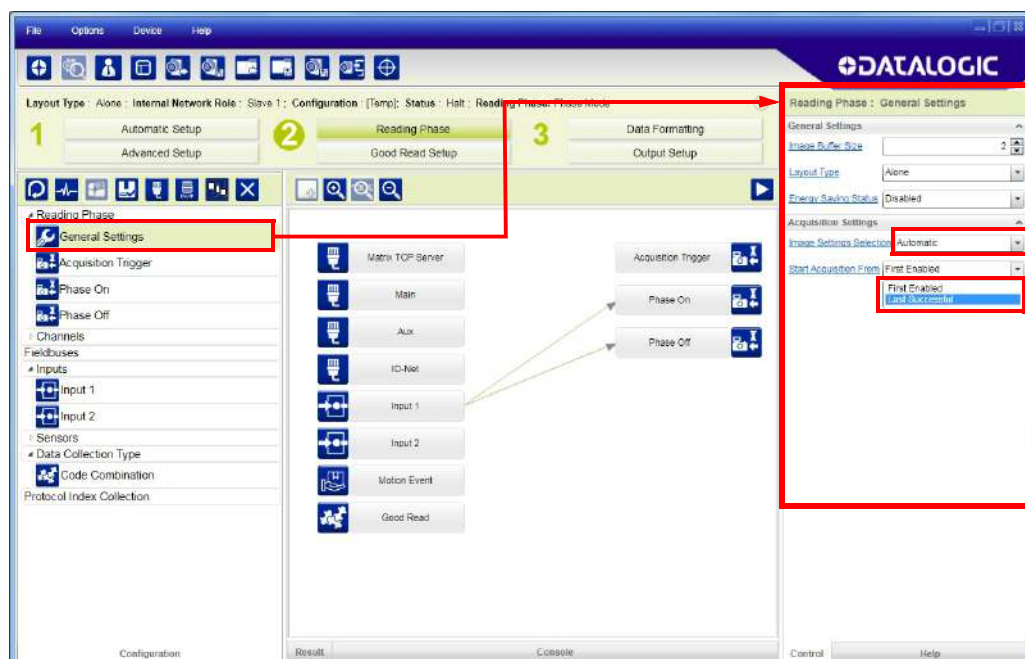 File Options Device Help
DATALOGIC
Layout Type : Alone : Internal Network Role : Slave 1 : Configuration : [Temp]: Status : Halt : Reading Phase: Phase Mode
1 Automatic Setup
Advanced Setup
2 Reading Phase
Good Read Setup
3 Data Formatting
Output Setup
Reading Phase
General Settings
Acquisition Trigger
Phase On
Phase Off
Channels
Fieldbuses
Inputs
Input 1
Input 2
Sensors
Data Collection Type
Code Combination
Protocol Index Collection
Configuration
Matrix TCP Server
Main
Aux
ID-Net
Input 1
Input 2
Motion Event
Good Read
Acquisition Trigger
Phase On
Phase Off
Result Console
Reading Phase : General Settings
General Settings
Image Buffer Size 2
Layout Type Alone
Energy Saving Status Disabled
Acquisition Settings
Image Settings Selection Automatic
Start Acquisition From First Enabled
First Enabled
Last Successful
Control Help